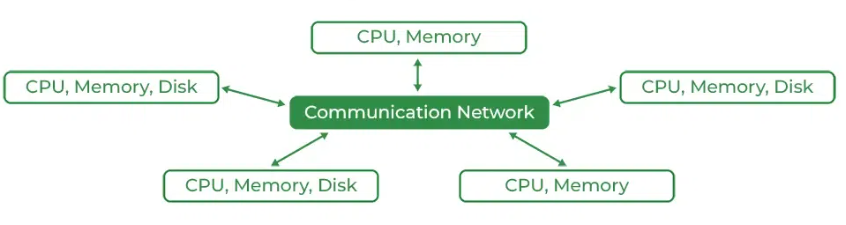 CPU, Memory
CPU, Memory, Disk
CPU, Memory, Disk
Communication Network
CPU, Memory, Disk
CPU, Memory